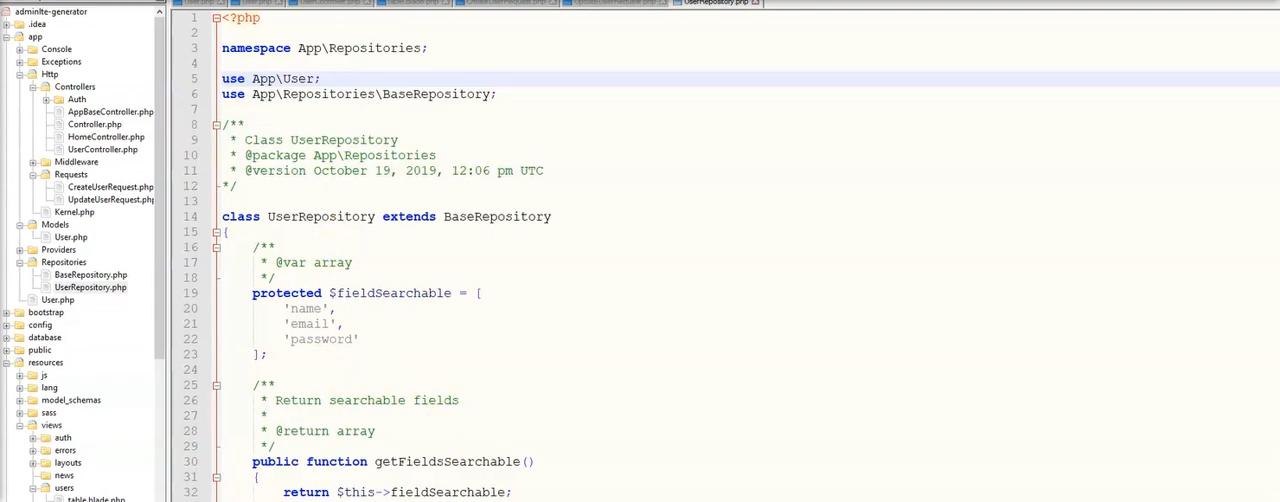 adminlte-generator
.idea
app
Console
Exceptions
Http
Controllers
Auth
AppBaseController.php
Controller.php
HomeController.php
UserController.php
Middleware
Requests
CreateUserRequest.php
UpdateUserRequest.php
Kernel.php
Models
User.php
Providers
Repositories
BaseRepository.php
UserRepository.php
User.php
bootstrap
config
database
public
resources
js
lang
model_schemas
sass
views
auth
errors
layouts
news
users
table.blade.php
UserRepository.php
1 <?php
2
3 namespace App\Repositories;
4
5 use App\User;
6 use App\Repositories\BaseRepository;
7
8 /**
9 * Class UserRepository
10 * @package App\Repositories
11 * @version October 19, 2019, 12:06 pm UTC
12 */
13
14 class UserRepository extends BaseRepository
15 {
16 /**
17 * @var array
18 */
19 protected $fieldSearchable = [
20 'name',
21 'email',
22 'password'
23 ];
24
25 /**
26 * Return searchable fields
27 *
28 * @return array
29 */
30 public function getFieldsSearchable()
31 {
32 return $this->fieldSearchable;